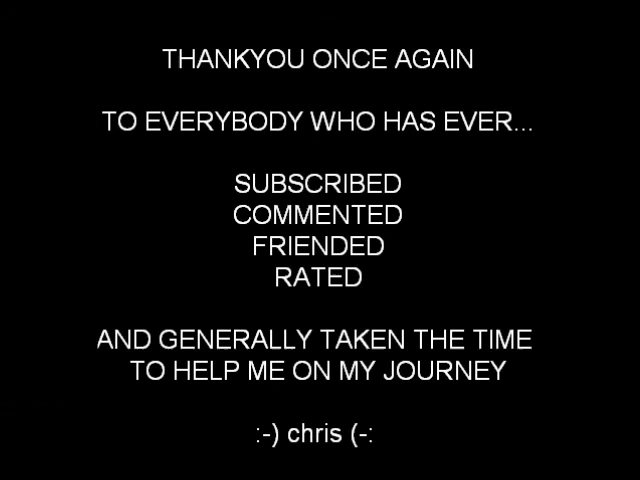 THANKYOU ONCE AGAIN
TO EVERYBODY WHO HAS EVER...
SUBSCRIBED
COMMENTED
FRIENDED
RATED
AND GENERALLY TAKEN THE TIME
TO HELP ME ON MY JOURNEY
:-) chris (-: